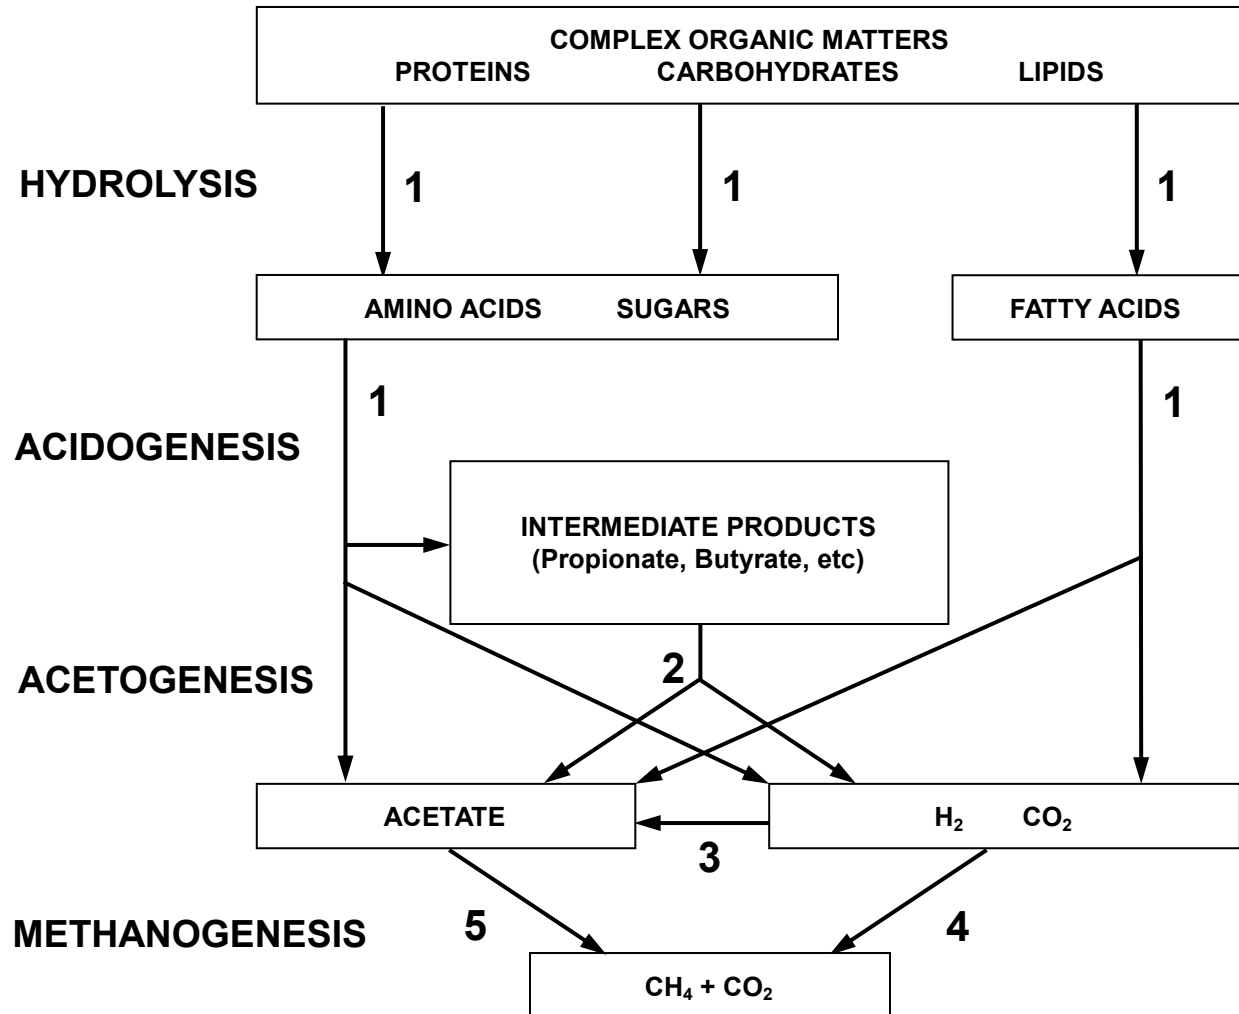 COMPLEX ORGANIC MATTERS
PROTEINS CARBOHYDRATES LIPIDS
HYDROLYSIS 1 1 1
AMINO ACIDS SUGARS FATTY ACIDS
1 1
ACIDOGENESIS
INTERMEDIATE PRODUCTS
(Propionate, Butyrate, etc)
2
ACETOGENESIS
ACETATE H₂ CO₂
3
METHANOGENESIS 5 4
CH₄ + CO₂